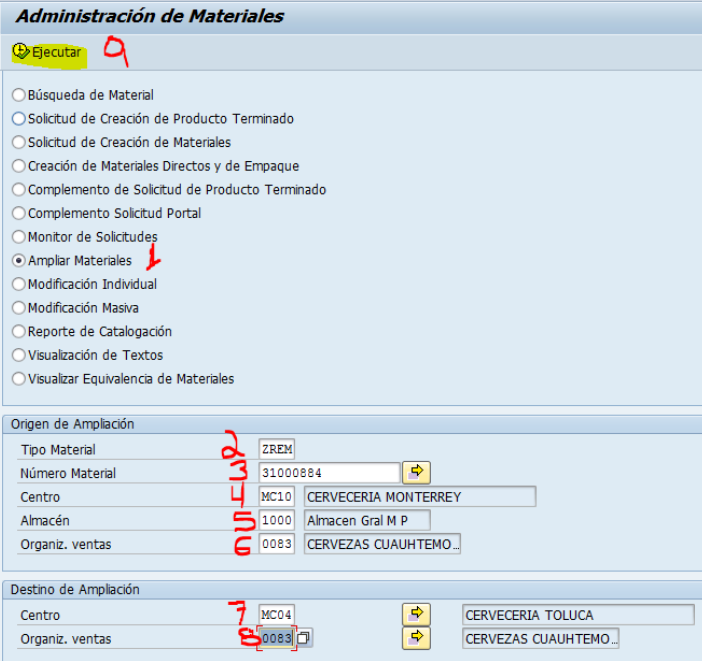 Administración de Materiales
Ejecutar 9
Búsqueda de Material
Solicitud de Creación de Producto Terminado
Solicitud de Creación de Materiales
Creación de Materiales Directos y de Empaque
Complemento de Solicitud de Producto Terminado
Complemento Solicitud Portal
Monitor de Solicitudes
Ampliar Materiales 1
Modificación Individual
Modificación Masiva
Reporte de Catalogación
Visualización de Textos
Visualizar Equivalencia de Materiales
Origen de Ampliación
Tipo Material 2 ZREM
Número Material 3 31000884
Centro 4 MC10 CERVECERIA MONTERREY
Almacén 5 1000 Almacen Gral M P
Organiz. ventas 6 0083 CERVEZAS CUAUHTEMO...
Destino de Ampliación
Centro 7 MC04 CERVECERIA TOLUCA
Organiz. ventas 8 0083 CERVEZAS CUAUHTEMO...